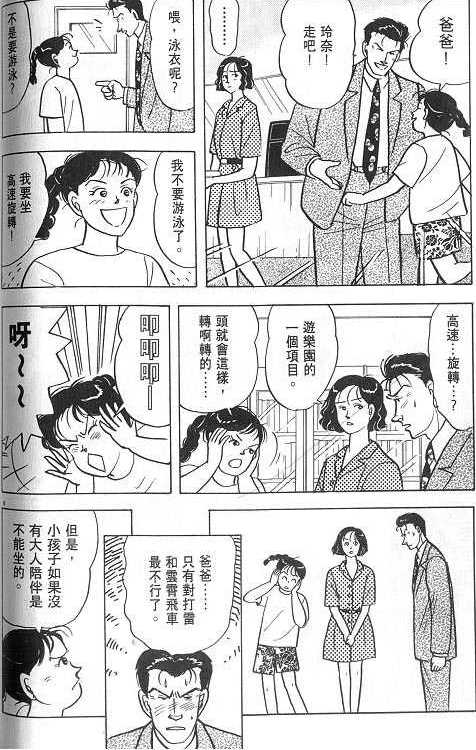 爸爸！
玲奈！
走吧！
………
喂，泳衣呢？
不是要游泳？
我不要游泳了。
我要坐
高速旋轉！
高速…旋轉…？
遊樂園的
一個項目。
頭就會這樣，
轉啊轉的……
叩叩叩！
呀～～
爸爸……
只有對打雷
和雲霄飛車
最不行了。
但是，
小孩子如果沒
有大人陪伴是
不能坐的。